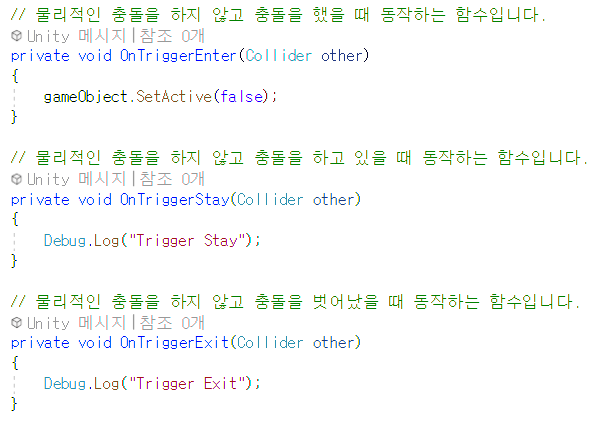 // 물리적인 충돌을 하지 않고 충돌을 했을 때 동작하는 함수입니다.
Unity 메시지|참조 0개
private void OnTriggerEnter(Collider other)
{
gameObject.SetActive(false);
}
// 물리적인 충돌을 하지 않고 충돌을 하고 있을 때 동작하는 함수입니다.
Unity 메시지|참조 0개
private void OnTriggerStay(Collider other)
{
Debug.Log("Trigger Stay");
}
// 물리적인 충돌을 하지 않고 충돌을 벗어났을 때 동작하는 함수입니다.
Unity 메시지|참조 0개
private void OnTriggerExit(Collider other)
{
Debug.Log("Trigger Exit");
}